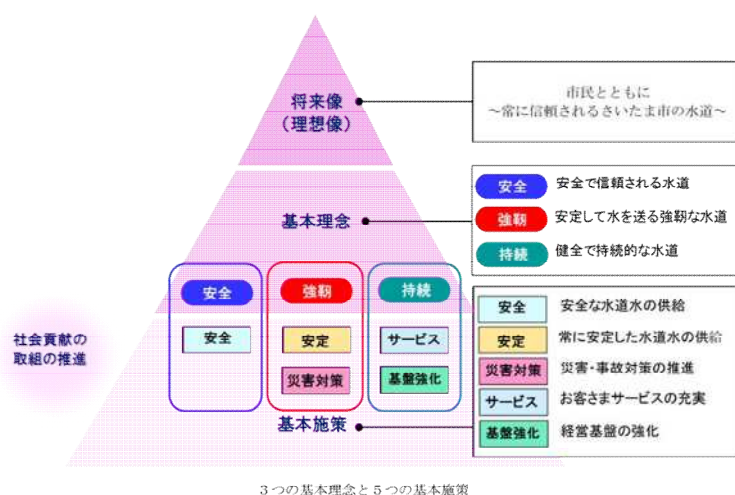 将来像
(理想像)
市民とともに
～常に信頼されるさいたま市の水道～
基本理念
安全 安全で信頼される水道
強靭 安定して水を送る強靭な水道
持続 健全で持続的な水道
安全
強靭
持続
安全
安定
サービス
災害対策
基盤強化
社会貢献の
取組の推進
基本施策
安全 安全な水道水の供給
安定 常に安定した水道水の供給
災害対策 災害・事故対策の推進
サービス お客さまサービスの充実
基盤強化 経営基盤の強化
3つの基本理念と5つの基本施策